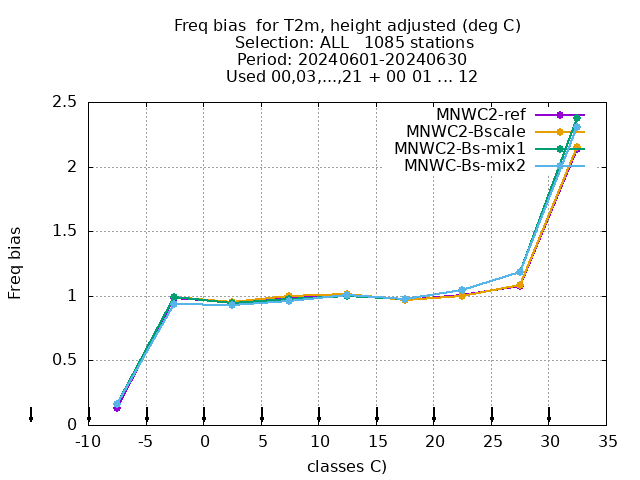 Freq bias  for T2m, height adjusted (deg C)
Selection: ALL   1085 stations
Period: 20240601-20240630
Used 00,03,...,21 + 00 01 ... 12
MNWC2-ref
MNWC2-Bscale
MNWC2-Bs-mix1
MNWC-Bs-mix2
Freq bias
2.5
2
1.5
1
0.5
0
-10 -5 0 5 10 15 20 25 30 35
classes C)